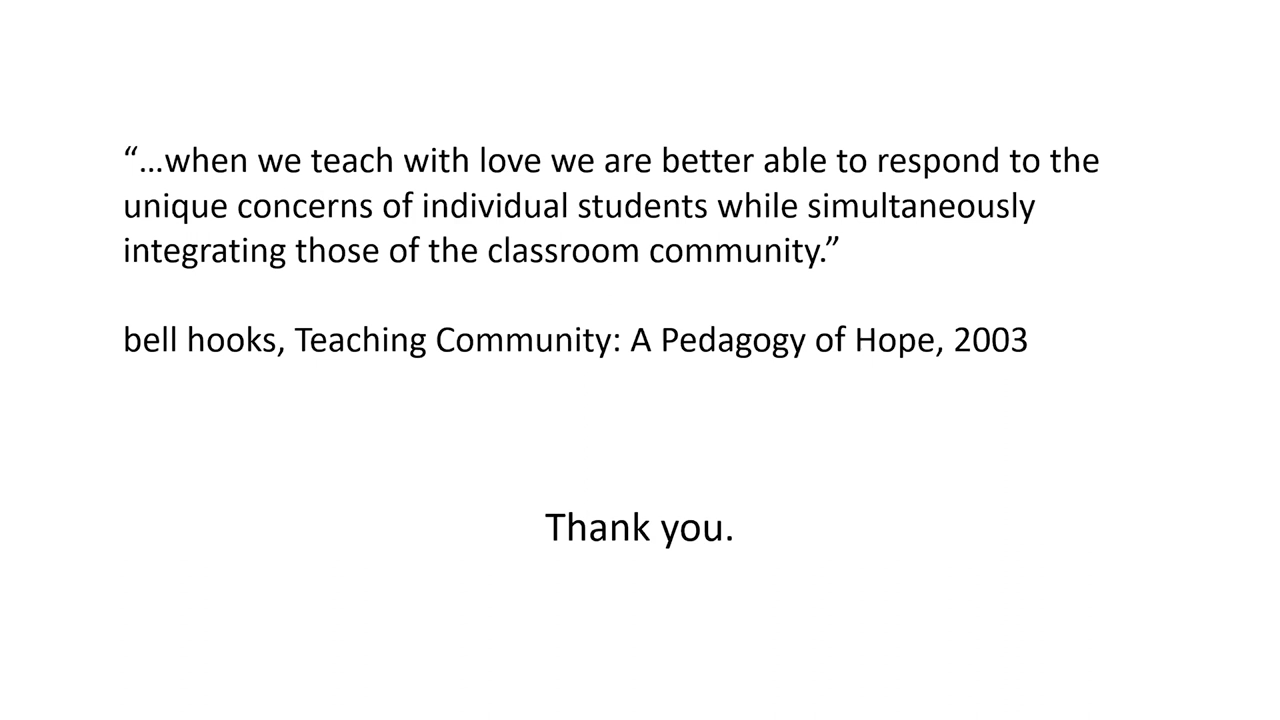 “…when we teach with love we are better able to respond to the
unique concerns of individual students while simultaneously
integrating those of the classroom community.”
bell hooks, Teaching Community: A Pedagogy of Hope, 2003
Thank you.